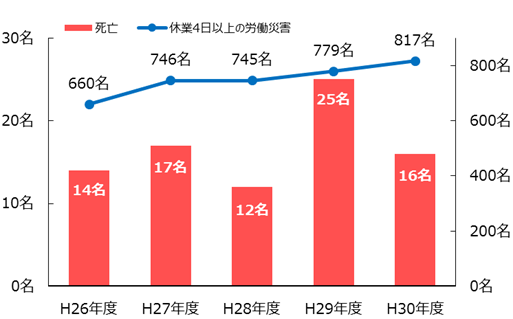 死亡 休業4日以上の労働災害
30名
20名
10名
0名
800名
600名
400名
200名
0名
660名
746名
745名
779名
817名
14名
17名
12名
25名
16名
H26年度 H27年度 H28年度 H29年度 H30年度